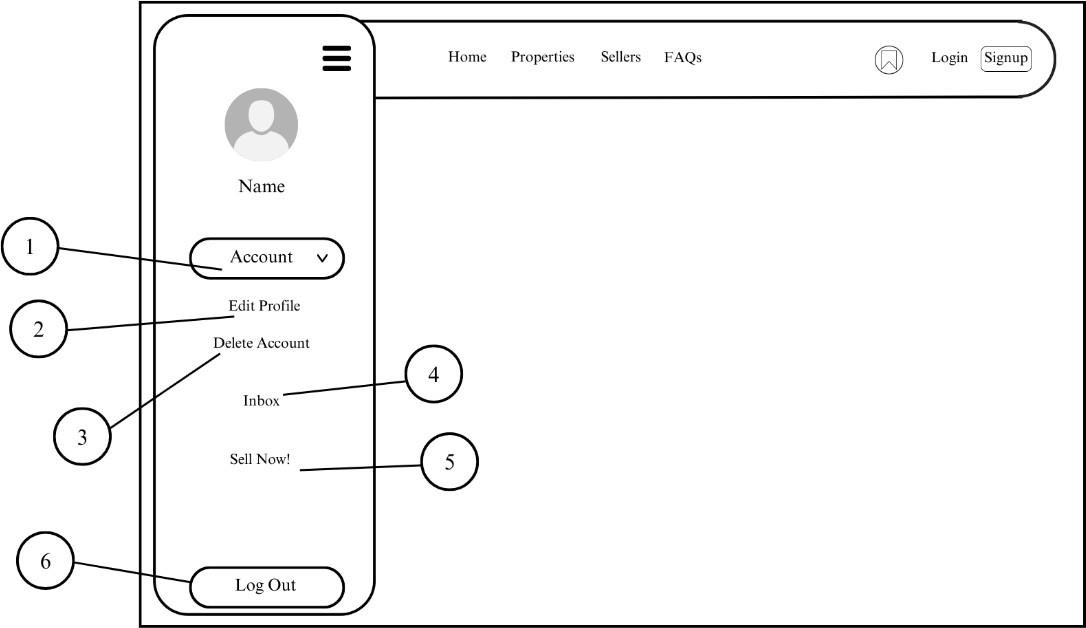 Home Properties Sellers FAQs Login Signup
Name
1
Account
Edit Profile
2
Delete Account
4
Inbox
3
Sell Now!
5
6
Log Out